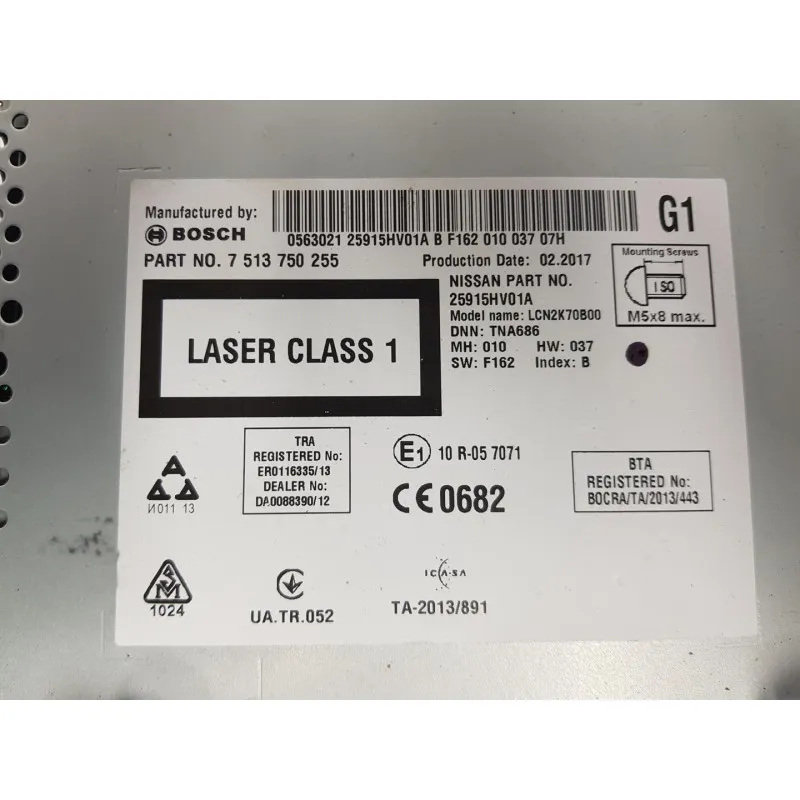 Manufactured by:
BOSCH
0563021 25915HV01A B F162 010 037 07H
G1
PART NO. 7 513 750 255
Production Date: 02.2017
NISSAN PART NO.
25915HV01A
Model name: LCN2K70B00
DNN: TNA686
MH: 010 HW: 037
SW: F162 Index: B
Mounting Screws
ISO
M5x8 max.
LASER CLASS 1
TRA
REGISTERED No:
ER0116335/13
DEALER No:
DA0088390/12
E1 10 R-05 7071
CE 0682
BTA
REGISTERED No:
BOCRA/TA/2013/443
И011 13
SM
1024
UA.TR.052
ICASA
TA-2013/891